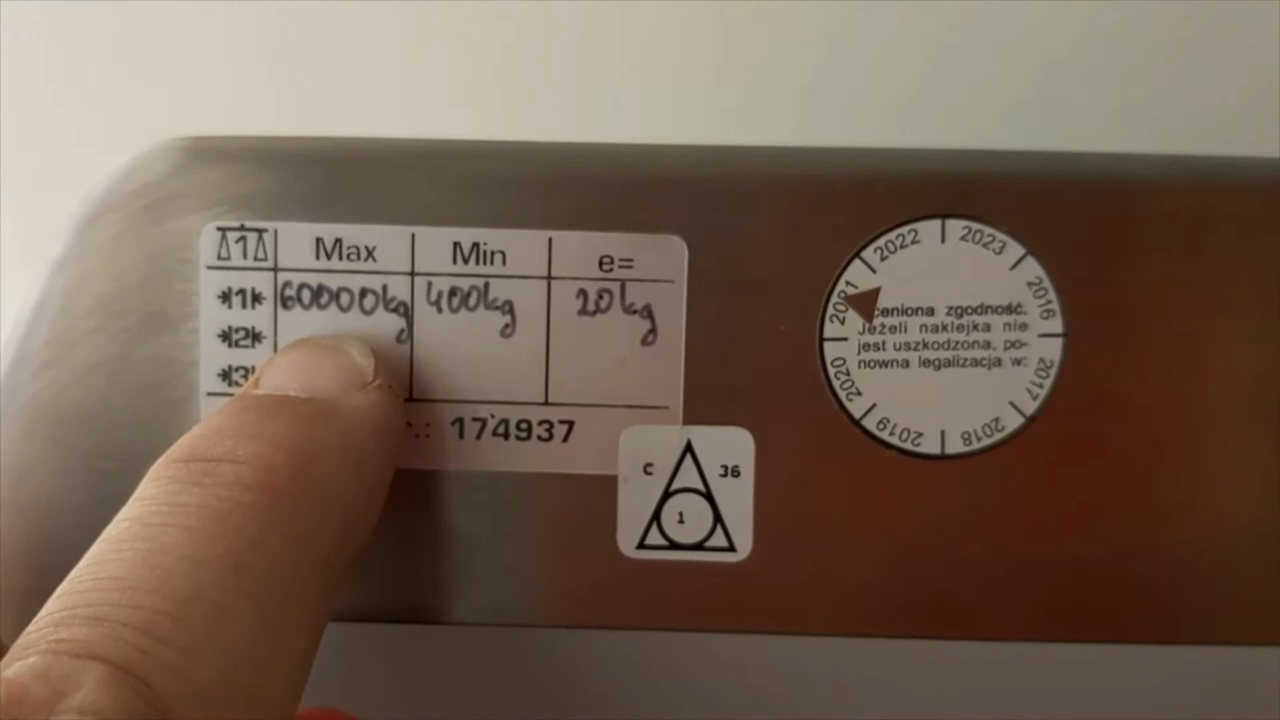 1 Max Min e=
1 60000kg 400kg 20kg
2
3
174937
C 36
1
2022 2023
2021 2016
2020 2017
2019 2018
ceniona zgodność.
Jeżeli naklejka nie
jest uszkodzona, po-
nowna legalizacja w: